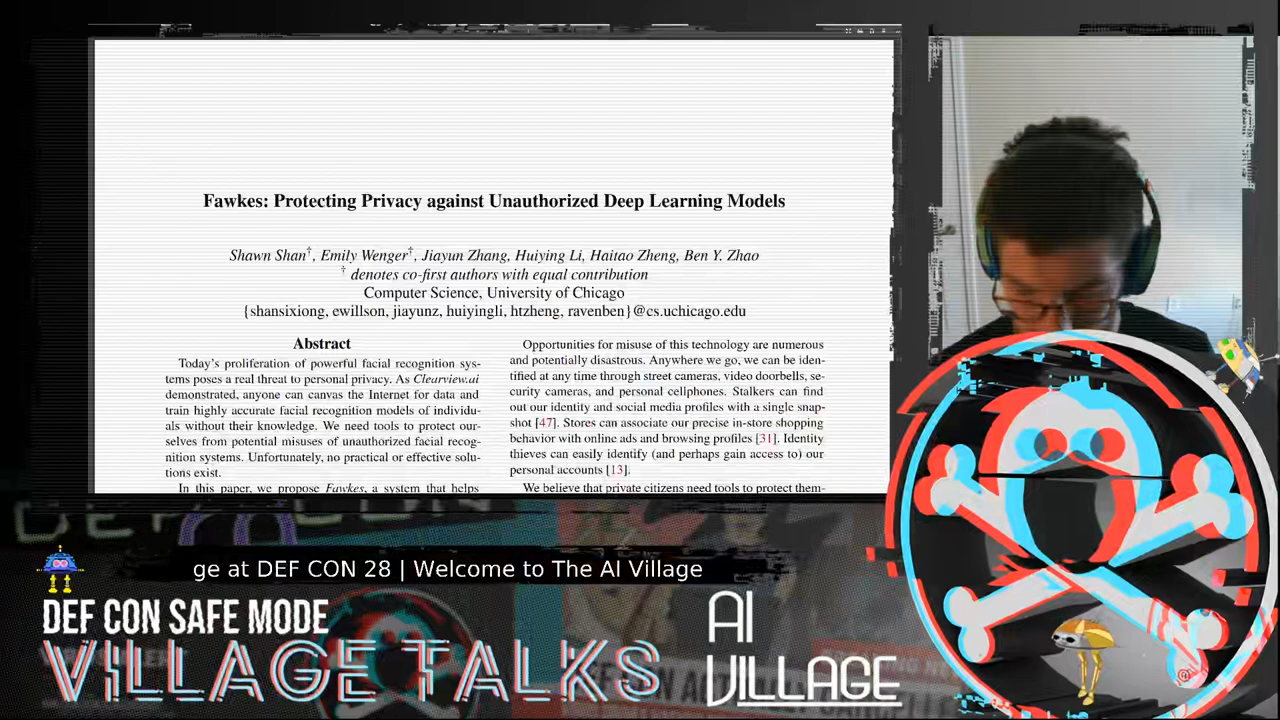 Fawkes: Protecting Privacy against Unauthorized Deep Learning Models
Shawn Shan†, Emily Wenger†, Jiayun Zhang, Huiying Li, Haitao Zheng, Ben Y. Zhao
† denotes co-first authors with equal contribution
Computer Science, University of Chicago
{shansixiong, ewillson, jiayunz, huiyingli, htzheng, ravenben}@cs.uchicago.edu
Abstract
Today's proliferation of powerful facial recognition sys-
tems poses a real threat to personal privacy. As Clearview.ai
demonstrated, anyone can canvas the Internet for data and
train highly accurate facial recognition models of individu-
als without their knowledge. We need tools to protect our-
selves from potential misuses of unauthorized facial recog-
nition systems. Unfortunately, no practical or effective solu-
tions exist.
In this paper, we propose Fawkes, a system that helps
Opportunities for misuse of this technology are numerous
and potentially disastrous. Anywhere we go, we can be iden-
tified at any time through street cameras, video doorbells, se-
curity cameras, and personal cellphones. Stalkers can find
out our identity and social media profiles with a single snap-
shot [47]. Stores can associate our precise in-store shopping
behavior with online ads and browsing profiles [31]. Identity
thieves can easily identify (and perhaps gain access to) our
personal accounts [13].
We believe that private citizens need tools to protect them-
ge at DEF CON 28 | Welcome to The AI Village
DEF CON SAFE MODE
VILLAGE TALKS
AI
VILLAGE